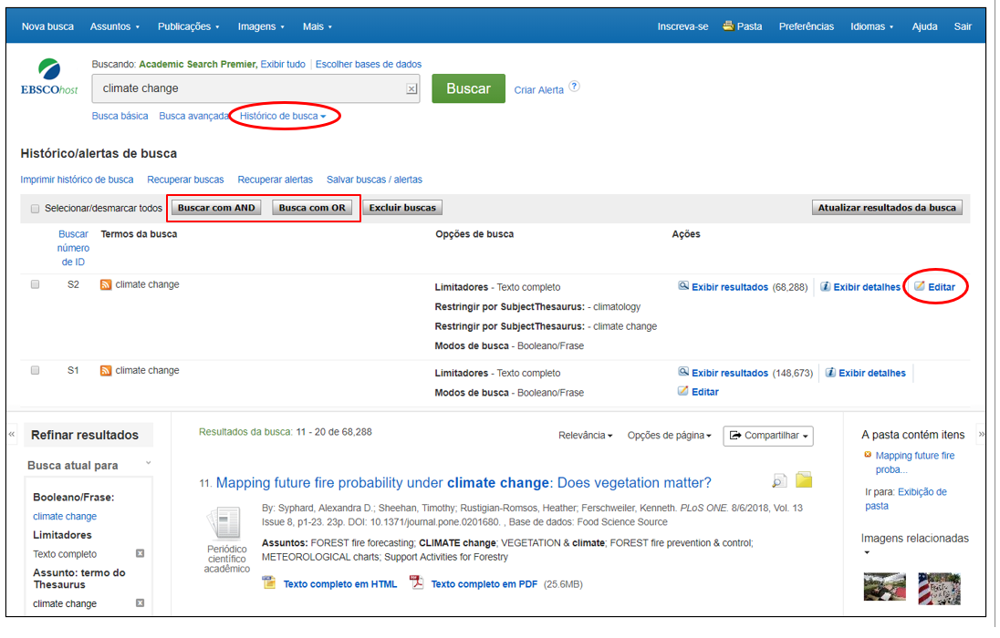 Nova busca Assuntos Publicações Imagens Mais Inscreva-se Pasta Preferências Idiomas Ajuda Sair
Buscando: Academic Search Premier, Exibir tudo | Escolher bases de dados
EBSCOhost
climate change Buscar Criar Alerta ?
Busca básica Busca avançada Histórico de busca
Histórico/alertas de busca
Imprimir histórico de busca Recuperar buscas Recuperar alertas Salvar buscas / alertas
Selecionar/desmarcar todos Buscar com AND Busca com OR Excluir buscas Atualizar resultados da busca
Buscar número de ID Termos da busca Opções de busca Ações
S2 climate change Limitadores - Texto completo Exibir resultados (68,288) Exibir detalhes Editar
Restringir por SubjectThesaurus: - climatology
Restringir por SubjectThesaurus: - climate change
Modos de busca - Booleano/Frase
S1 climate change Limitadores - Texto completo Exibir resultados (148,673) Exibir detalhes
Modos de busca - Booleano/Frase Editar
«
Refinar resultados
Busca atual para
Booleano/Frase:
climate change
Limitadores
Texto completo
Assunto: termo do
Thesaurus
climate change
Resultados da busca: 11 - 20 de 68,288 Relevância Opções de página Compartilhar
11. Mapping future fire probability under climate change: Does vegetation matter?
By: Syphard, Alexandra D.; Sheehan, Timothy; Rustigian-Romsos, Heather; Ferschweiler, Kenneth. PLoS ONE. 8/6/2018, Vol. 13
Issue 8, p1-23. 23p. DOI: 10.1371/journal.pone.0201680. , Base de dados: Food Science Source
Periódico
científico
acadêmico
Assuntos: FOREST fire forecasting; CLIMATE change; VEGETATION & climate; FOREST fire prevention & control;
METEOROLOGICAL charts; Support Activities for Forestry
Texto completo em HTML Texto completo em PDF (25.6MB)
A pasta contém itens »
Mapping future fire
proba...
Ir para: Exibição de
pasta
Imagens relacionadas